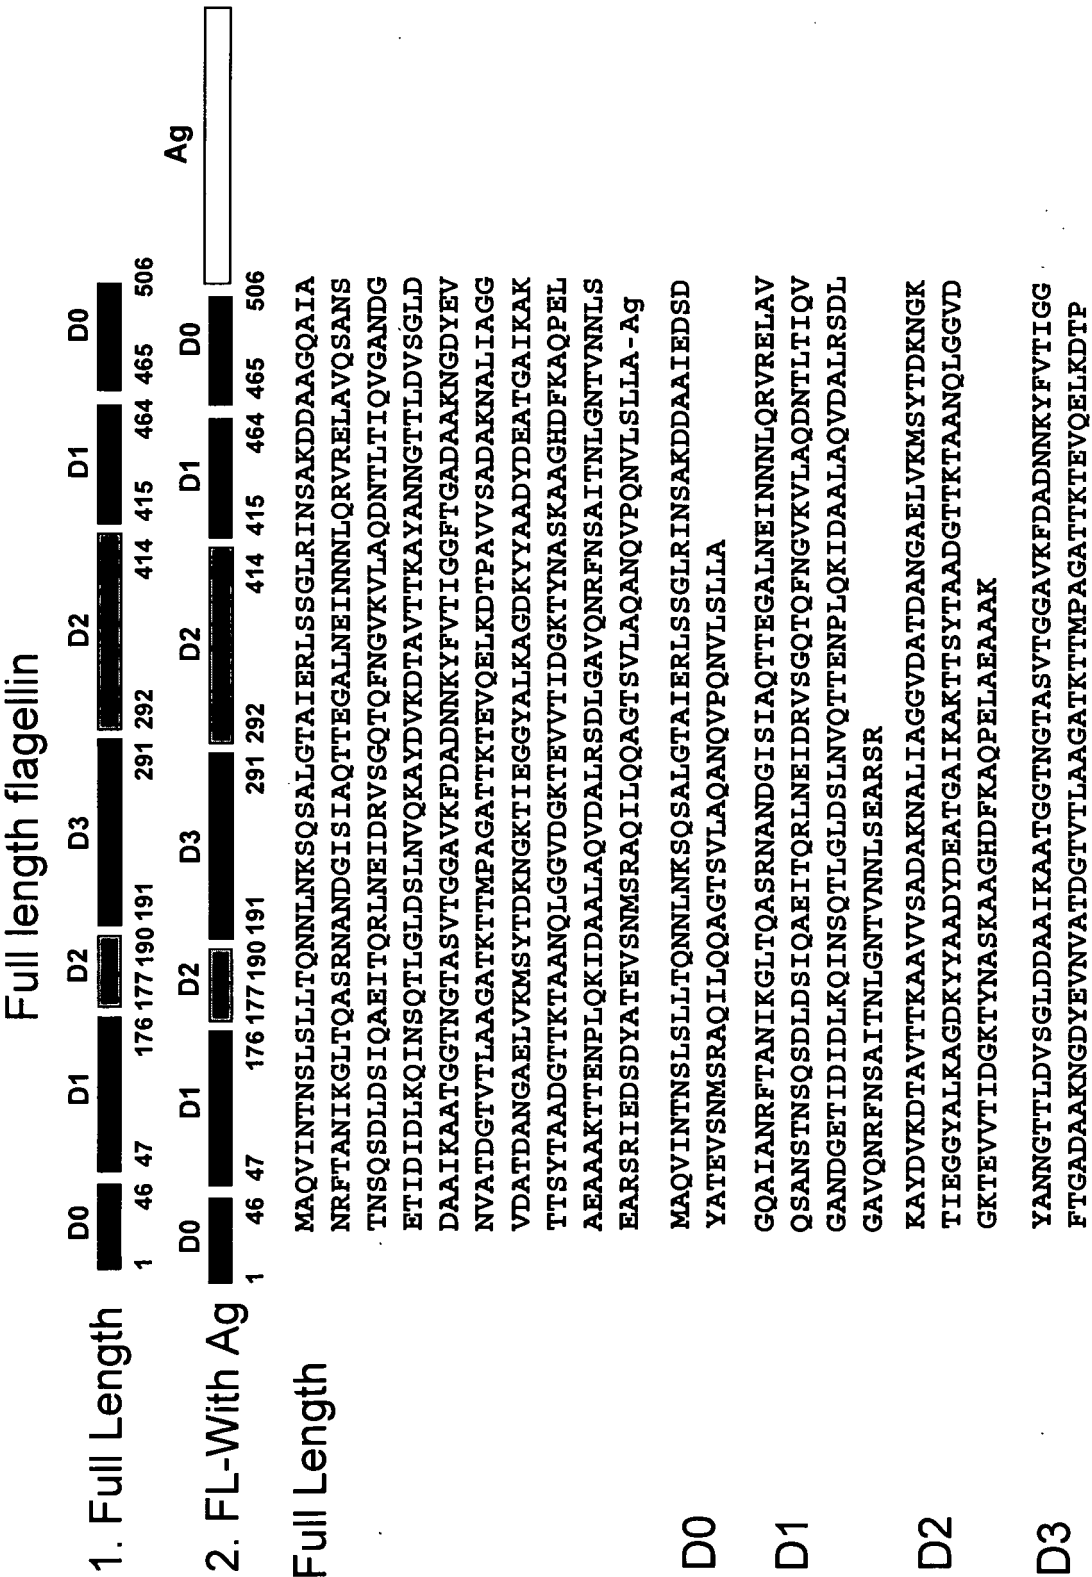 Full length flagellin
D0 D1 D2 D3 D2 D1 D0
1. Full Length
1 46 47 176 177 190 191 291 292 414 415 464 465 506
Ag
D0 D1 D2 D3 D2 D1 D0
2. FL-With Ag
1 46 47 176 177 190 191 291 292 414 415 464 465 506
Full Length
MAQVINTNSLSLLTQNNLNKSQSALGTAIERLSSGLRINSAKDDAAGQAIA
NRFTANIKGLTQASRNANDGISIAQTTEGALNEINNNLQRVRELAVQSANS
TNSQSDLDSIQAEITQRLNEIDRVSGQTQFNGVKVLAQDNTLTIQVGANDG
ETIDIDLKQINSQTLGLDSLNVQKAYDVKDTAVTTKAYANNGTTLDVSGLD
DAAIKAATGGTNGTASVTGGAVKFDADNNKYFVTIGGFTGADAAKNGDYEV
NVATDGTVTLAAGATKTTMPAGATTKTEVQELKDTPAVVSADAKNALIAGG
VDATDANGAELVKMSYTDKNGKTIEGGYALKAGDKYYAADYDEATGAIKAK
TTSYTAADGTTKTAANQLGGVDGKTEVVTIDGKTYNASKAAGHDFKAQPEL
AEAAAKTTENPLQKIDAALAQVDALRSDLGAVQNRFNSAITNLGNTVNNLS
EARSRIEDSDYATEVSNMSRAQILQQAGTSVLAQANQVPQNVLSLLA-Ag
D0
MAQVINTNSLSLLTQNNLNKSQSALGTAIERLSSGLRINSAKDDAAIEDSD
YATEVSNMSRAQILQQAGTSVLAQANQVPQNVLSLLA
D1
GQAIANRFTANIKGLTQASRNANDGISIAQTTEGALNEINNNLQRVRELAV
QSANSTNSQSDLDSIQAEITQRLNEIDRVSGQTQFNGVKVLAQDNTLTIQV
GANDGETIDIDLKQINSQTLGLDSLNVQTTENPLQKIDAALAQVDALRSDL
GAVQNRFNSAITNLGNTVNNLSEARSR
D2
KAYDVKDTAVTTKAAVVSADAKNALIAGGVDATDANGAELVKMSYTDKNGK
TIEGGYALKAGDKYYAADYDEATGAIKAKTTSYTAADGTTKTAANQLGGVD
GKTEVVTIDGKTYNASKAAGHDFKAQPELAEAAAK
D3
YANNGTTLDVSGLDDAAIKAATGGTNGTASVTGGAVKFDADNNKYFVTIGG
FTGADAAKNGDYEVNVATDGTVTLAAGATKTTMPAGATTKTEVQELKDTP